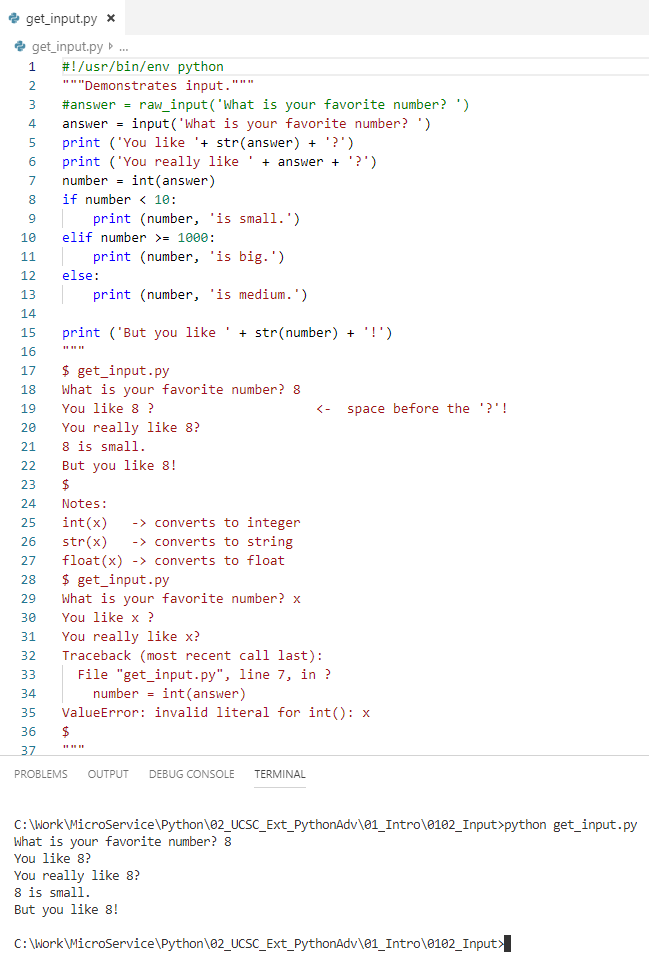 get_input.py ×
get_input.py ...
1 #!/usr/bin/env python
2 """Demonstrates input."""
3 #answer = raw_input('What is your favorite number? ')
4 answer = input('What is your favorite number? ')
5 print ('You like '+ str(answer) + '?')
6 print ('You really like ' + answer + '?')
7 number = int(answer)
8 if number < 10:
9     print (number, 'is small.')
10 elif number >= 1000:
11     print (number, 'is big.')
12 else:
13     print (number, 'is medium.')
14
15 print ('But you like ' + str(number) + '!')
16 """
17 $ get_input.py
18 What is your favorite number? 8
19 You like 8 ?                     <-  space before the '?'!
20 You really like 8?
21 8 is small.
22 But you like 8!
23 $
24 Notes:
25 int(x)   -> converts to integer
26 str(x)   -> converts to string
27 float(x) -> converts to float
28 $ get_input.py
29 What is your favorite number? x
30 You like x ?
31 You really like x?
32 Traceback (most recent call last):
33   File "get_input.py", line 7, in ?
34     number = int(answer)
35 ValueError: invalid literal for int(): x
36 $
37 """
PROBLEMS OUTPUT DEBUG CONSOLE TERMINAL
C:\Work\MicroService\Python\02_UCSC_Ext_PythonAdv\01_Intro\0102_Input>python get_input.py
What is your favorite number? 8
You like 8?
You really like 8?
8 is small.
But you like 8!
C:\Work\MicroService\Python\02_UCSC_Ext_PythonAdv\01_Intro\0102_Input>